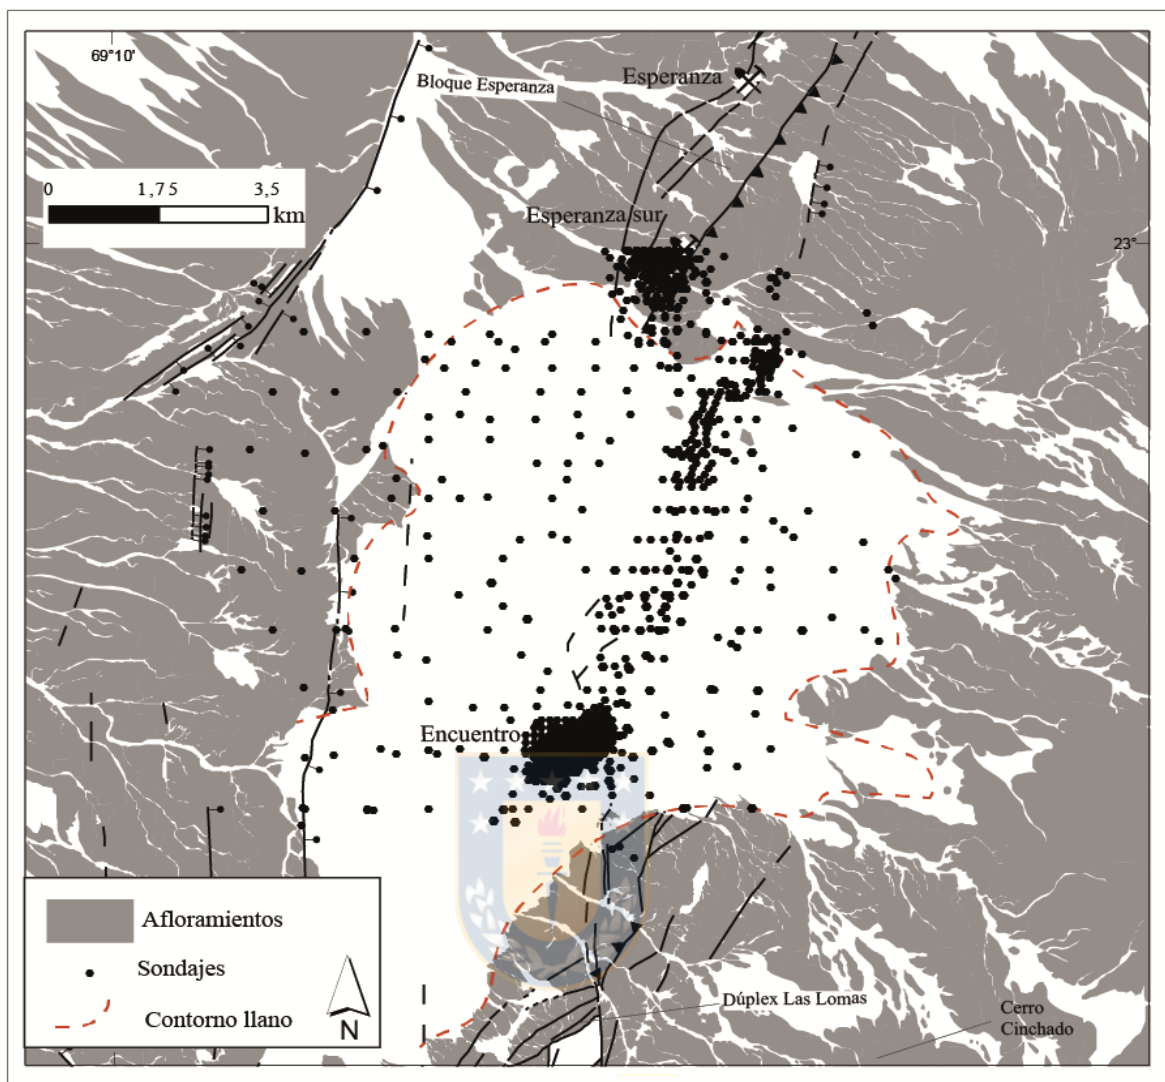 69°10'
Esperanza
Bloque Esperanza
0 1,75 3,5
km
Esperanza sur
23°
Encuentro
Afloramientos
Sondajes
Contorno llano
N
Dúplex Las Lomas
Cerro
Cinchado